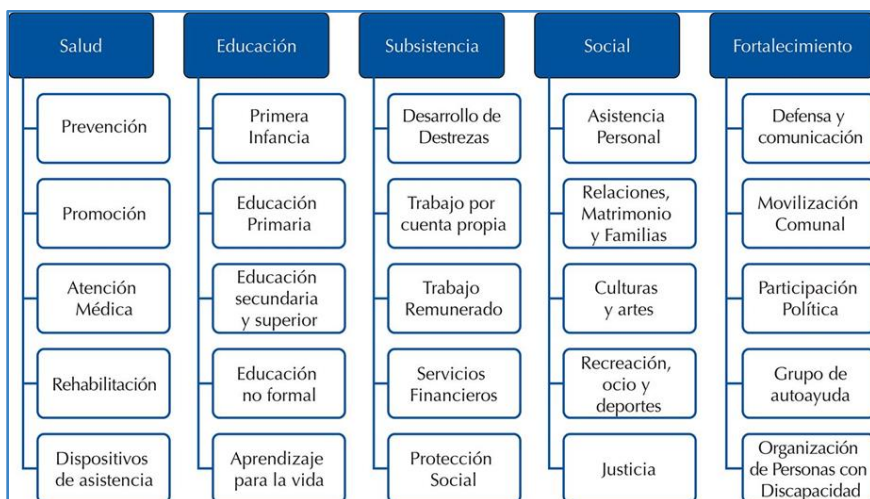 Salud
Prevención
Promoción
Atención
Médica
Rehabilitación
Dispositivos
de asistencia
Educación
Primera
Infancia
Educación
Primaria
Educación
secundaria
y superior
Educación
no formal
Aprendizaje
para la vida
Subsistencia
Desarrollo de
Destrezas
Trabajo por
cuenta propia
Trabajo
Remunerado
Servicios
Financieros
Protección
Social
Social
Asistencia
Personal
Relaciones,
Matrimonio
y Familias
Culturas
y artes
Recreación,
ocio y
deportes
Justicia
Fortalecimiento
Defensa y
comunicación
Movilización
Comunal
Participación
Política
Grupo de
autoayuda
Organización
de Personas con
Discapacidad